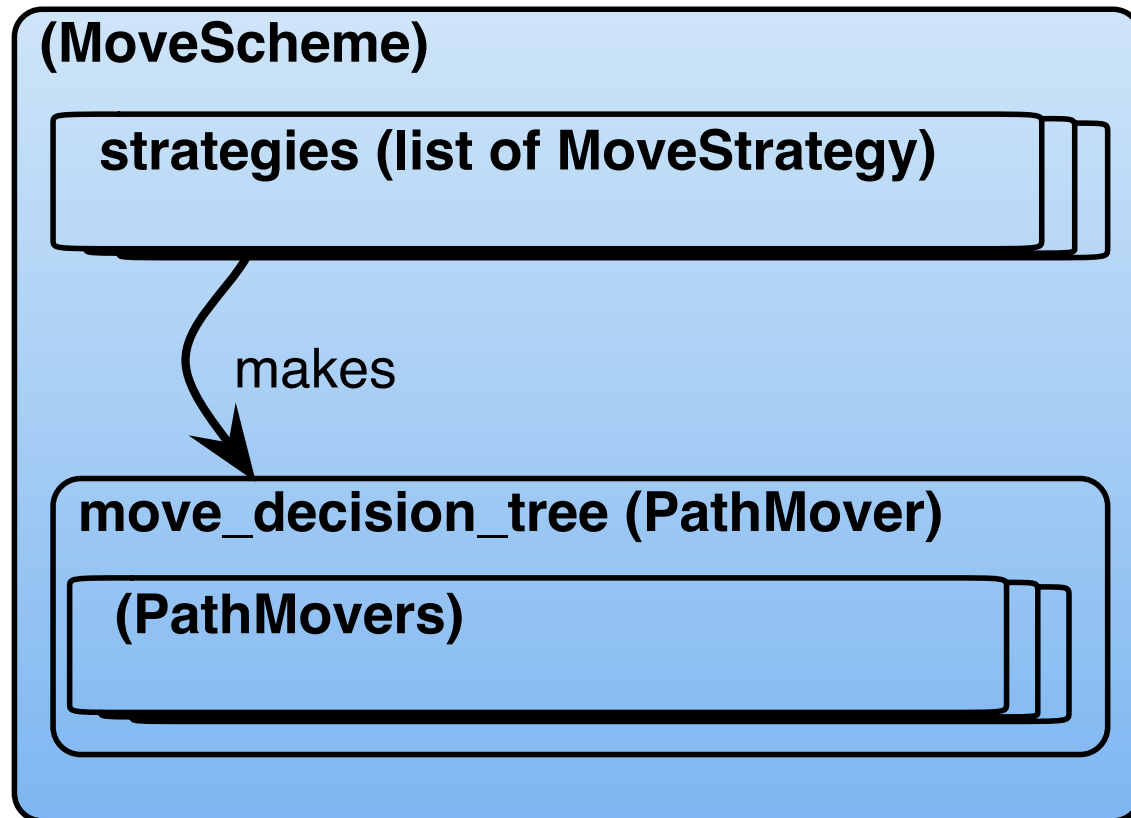 (MoveScheme)
strategies (list of MoveStrategy)
makes
move_decision_tree (PathMover)
(PathMovers)